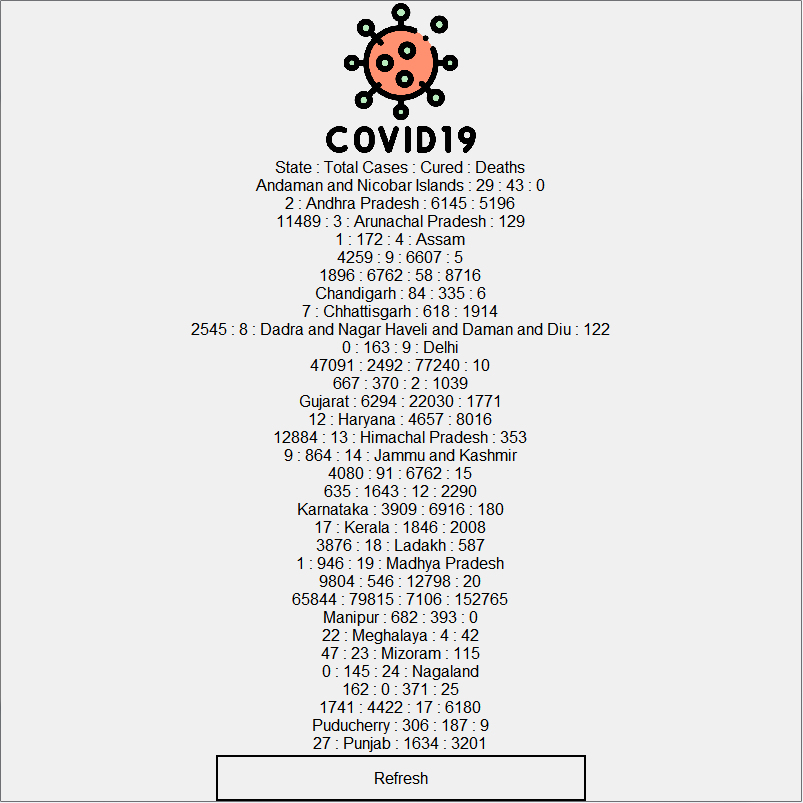 COVID19
State : Total Cases : Cured : Deaths
Andaman and Nicobar Islands : 29 : 43 : 0
2 : Andhra Pradesh : 6145 : 5196
11489 : 3 : Arunachal Pradesh : 129
1 : 172 : 4 : Assam
4259 : 9 : 6607 : 5
1896 : 6762 : 58 : 8716
Chandigarh : 84 : 335 : 6
7 : Chhattisgarh : 618 : 1914
2545 : 8 : Dadra and Nagar Haveli and Daman and Diu : 122
0 : 163 : 9 : Delhi
47091 : 2492 : 77240 : 10
667 : 370 : 2 : 1039
Gujarat : 6294 : 22030 : 1771
12 : Haryana : 4657 : 8016
12884 : 13 : Himachal Pradesh : 353
9 : 864 : 14 : Jammu and Kashmir
4080 : 91 : 6762 : 15
635 : 1643 : 12 : 2290
Karnataka : 3909 : 6916 : 180
17 : Kerala : 1846 : 2008
3876 : 18 : Ladakh : 587
1 : 946 : 19 : Madhya Pradesh
9804 : 546 : 12798 : 20
65844 : 79815 : 7106 : 152765
Manipur : 682 : 393 : 0
22 : Meghalaya : 4 : 42
47 : 23 : Mizoram : 115
0 : 145 : 24 : Nagaland
162 : 0 : 371 : 25
1741 : 4422 : 17 : 6180
Puducherry : 306 : 187 : 9
27 : Punjab : 1634 : 3201
Refresh